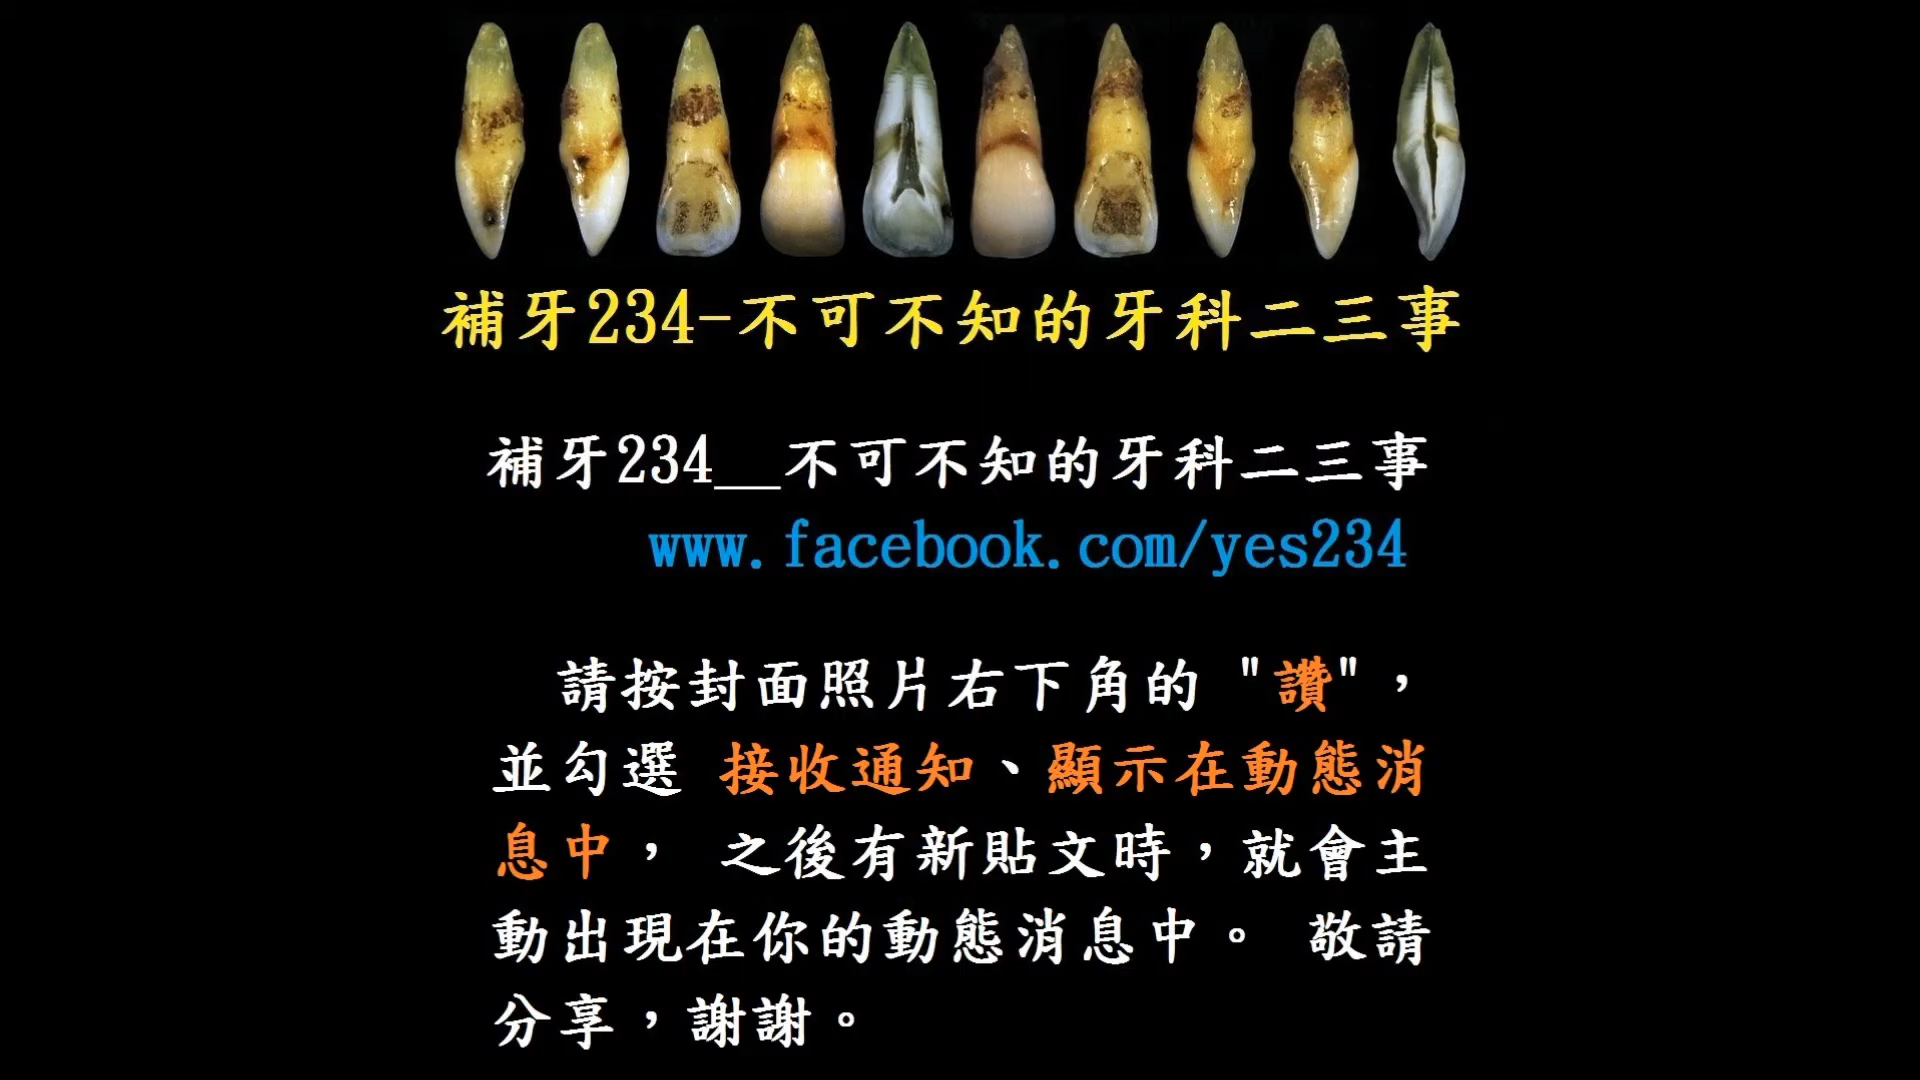 補牙234-不可不知的牙科二三事
補牙234__不可不知的牙科二三事
www.facebook.com/yes234
請按封面照片右下角的 "讚"，
並勾選 接收通知、顯示在動態消
息中， 之後有新貼文時，就會主
動出現在你的動態消息中。 敬請
分享，謝謝。